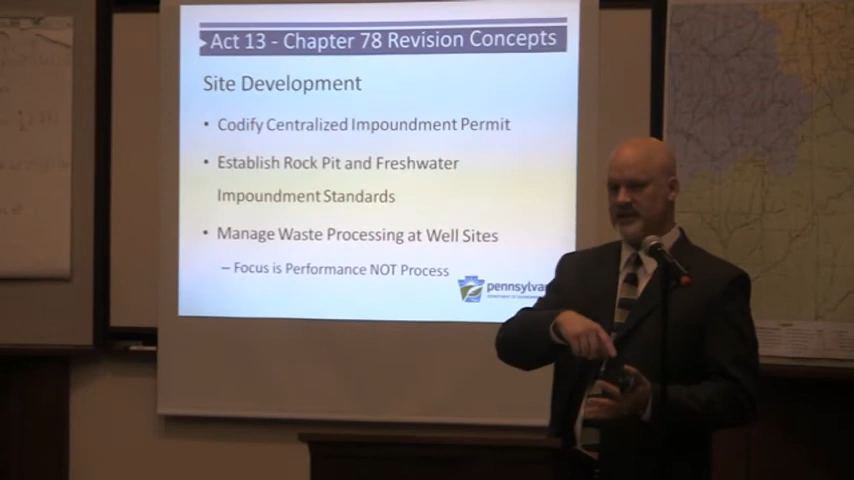 Act 13 - Chapter 78 Revision Concepts
Site Development
• Codify Centralized Impoundment Permit
• Establish Rock Pit and Freshwater
Impoundment Standards
• Manage Waste Processing at Well Sites
– Focus is Performance NOT Process
pennsylvan